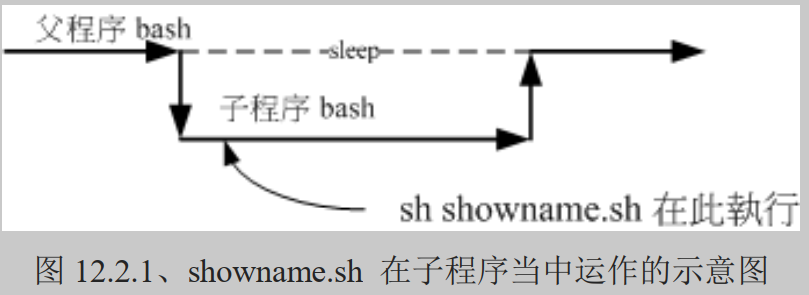 父程序 bash
sleep
子程序 bash
sh showname.sh 在此執行
图 12.2.1、showname.sh 在子程序当中运作的示意图